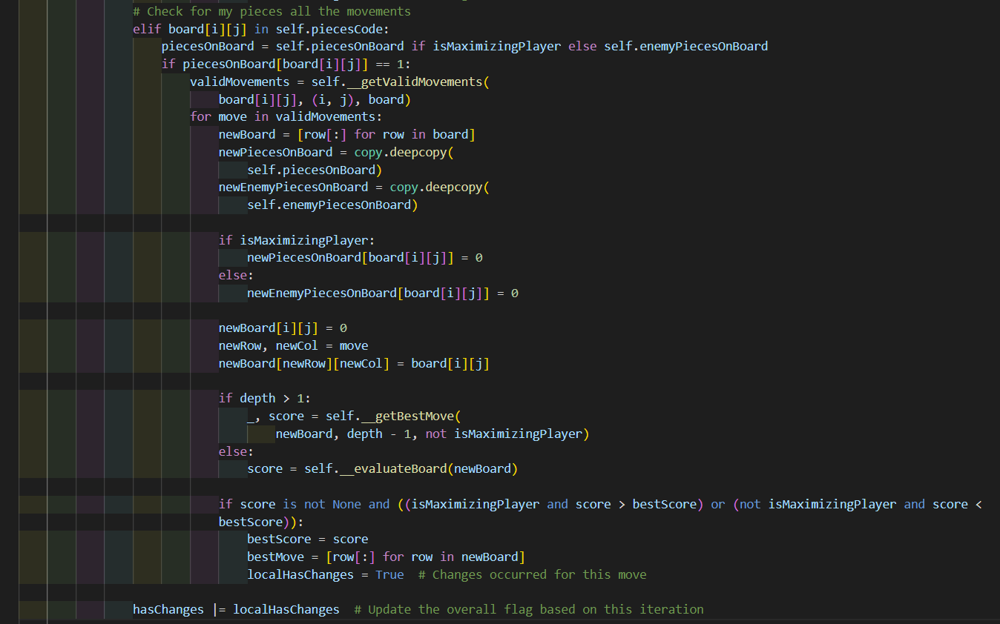 # Check for my pieces all the movements
elif board[i][j] in self.piecesCode:
piecesOnBoard = self.piecesOnBoard if isMaximizingPlayer else self.enemyPiecesOnBoard
if piecesOnBoard[board[i][j]] == 1:
validMovements = self.__getValidMovements(
board[i][j], (i, j), board)
for move in validMovements:
newBoard = [row[:] for row in board]
newPiecesOnBoard = copy.deepcopy(
self.piecesOnBoard)
newEnemyPiecesOnBoard = copy.deepcopy(
self.enemyPiecesOnBoard)
if isMaximizingPlayer:
newPiecesOnBoard[board[i][j]] = 0
else:
newEnemyPiecesOnBoard[board[i][j]] = 0
newBoard[i][j] = 0
newRow, newCol = move
newBoard[newRow][newCol] = board[i][j]
if depth > 1:
_, score = self.__getBestMove(
newBoard, depth - 1, not isMaximizingPlayer)
else:
score = self.__evaluateBoard(newBoard)
if score is not None and ((isMaximizingPlayer and score > bestScore) or (not isMaximizingPlayer and score <
bestScore)):
bestScore = score
bestMove = [row[:] for row in newBoard]
localHasChanges = True  # Changes occurred for this move
hasChanges |= localHasChanges  # Update the overall flag based on this iteration